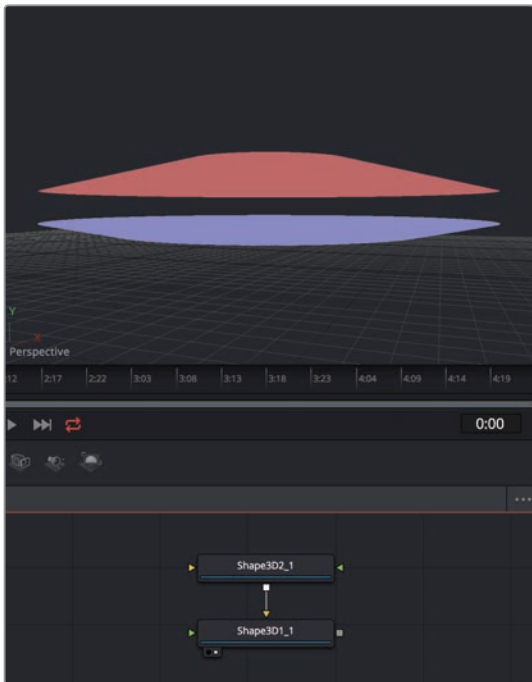 Y
X
Perspective
:12 2:17 2:22 3:03 3:08 3:13 3:18 3:23 4:04 4:09 4:14 4:19
0:00
Shape3D2_1
Shape3D1_1